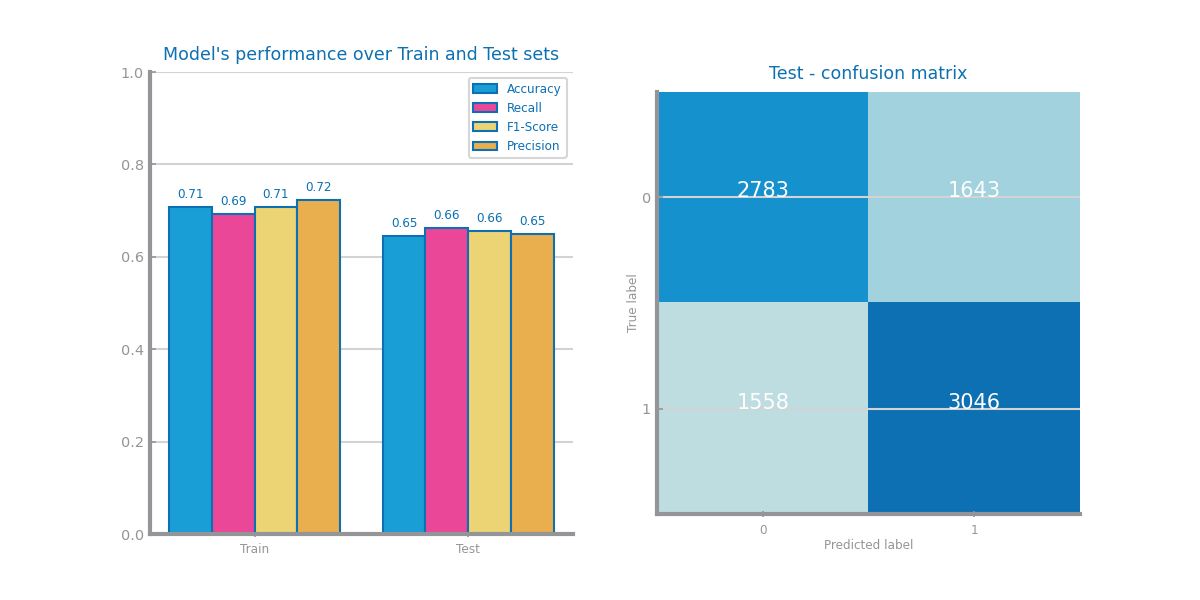 Model's performance over Train and Test sets
1.0
0.8
0.6
0.4
0.2
0.0
Accuracy
Recall
F1-Score
Precision
0.71
0.69
0.71
0.72
0.65
0.66
0.66
0.65
Train
Test
Test - confusion matrix
True label
0
1
2783
1643
1558
3046
0
1
Predicted label